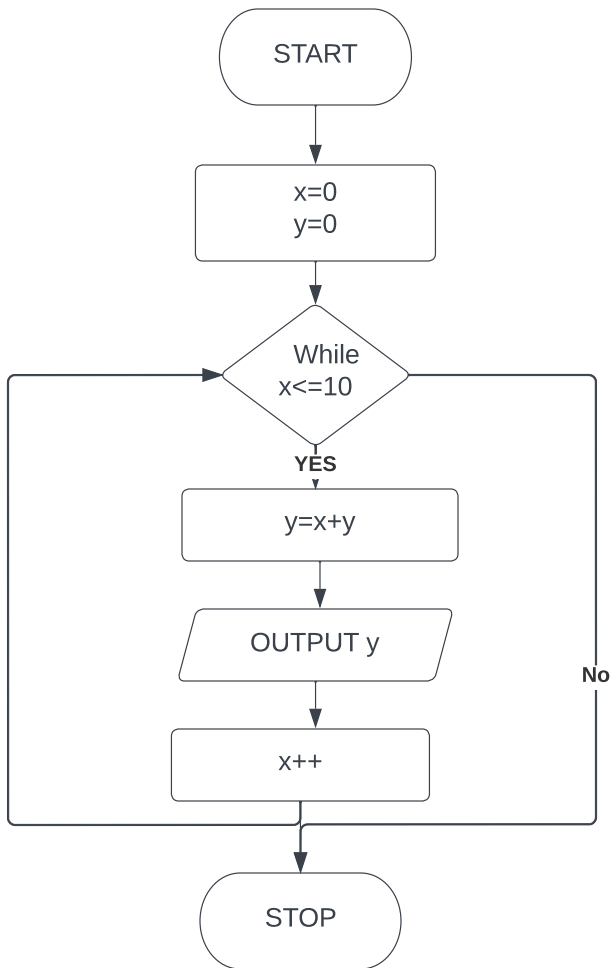 START
x=0
y=0
While
x<=10
YES
y=x+y
OUTPUT y
No
x++
STOP